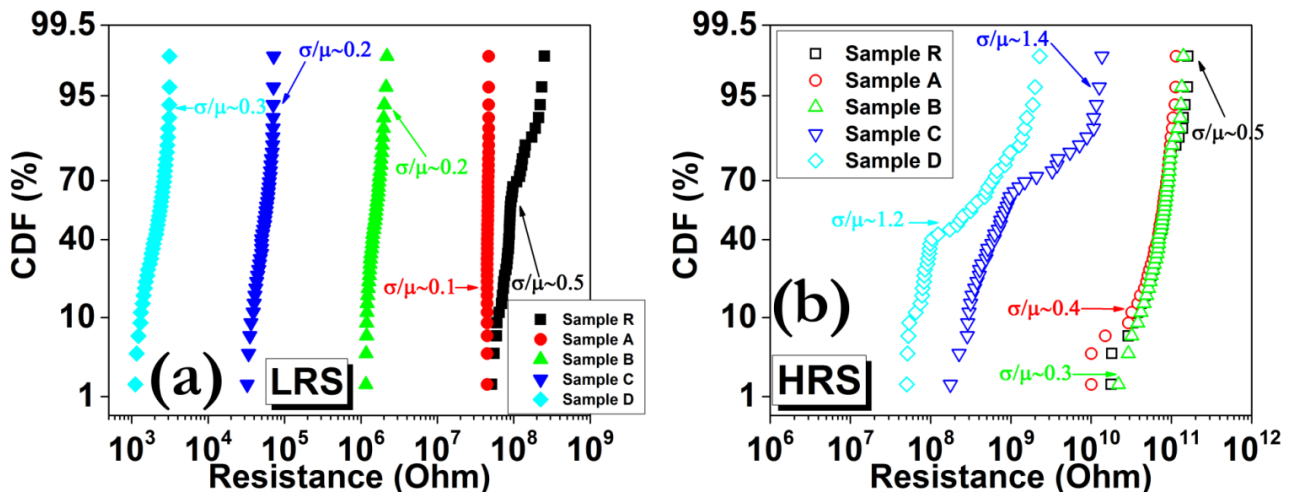 99.5
95
70
40
10
1
CDF (%)
σ/μ~0.3
σ/μ~0.2
σ/μ~0.2
σ/μ~0.1
σ/μ~0.5
(a)
LRS
Sample R
Sample A
Sample B
Sample C
Sample D
10^3 10^4 10^5 10^6 10^7 10^8 10^9
Resistance (Ohm)
99.5
95
70
40
10
1
CDF (%)
Sample R
Sample A
Sample B
Sample C
Sample D
σ/μ~1.4
σ/μ~0.5
σ/μ~1.2
σ/μ~0.4
σ/μ~0.3
(b)
HRS
10^6 10^7 10^8 10^9 10^10 10^11 10^12
Resistance (Ohm)